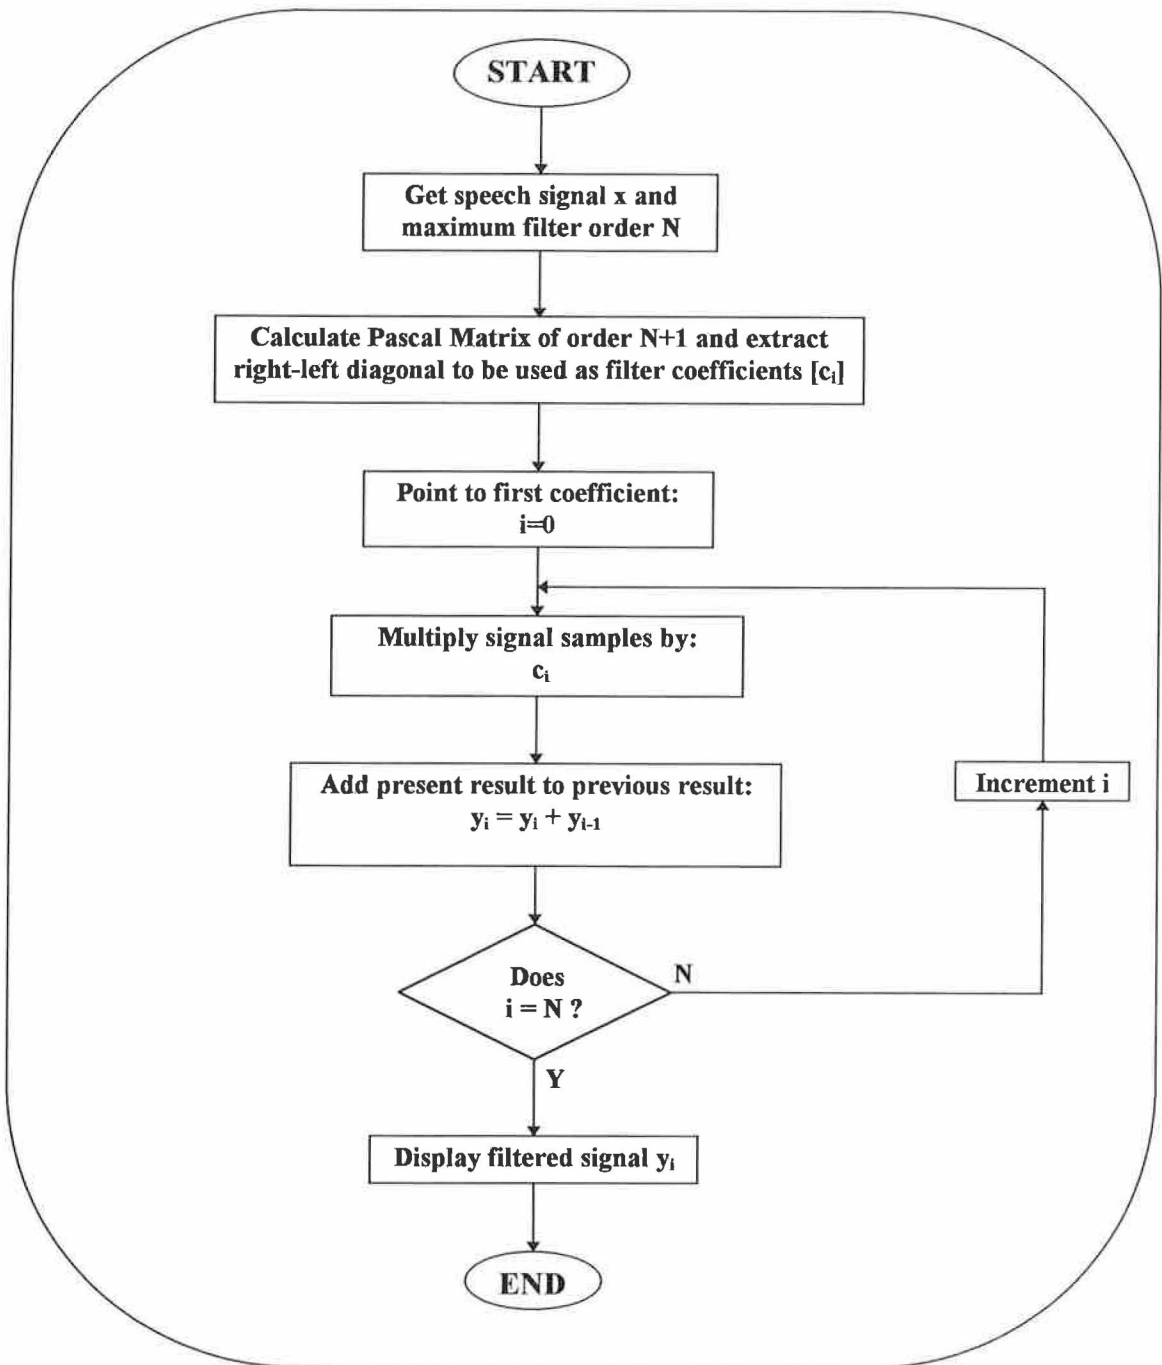 START
Get speech signal x and
maximum filter order N
Calculate Pascal Matrix of order N+1 and extract
right-left diagonal to be used as filter coefficients [cᵢ]
Point to first coefficient:
i=0
Multiply signal samples by:
cᵢ
Add present result to previous result:
yᵢ = yᵢ + yᵢ₋₁
Increment i
Does
i = N ?
N
Y
Display filtered signal yᵢ
END